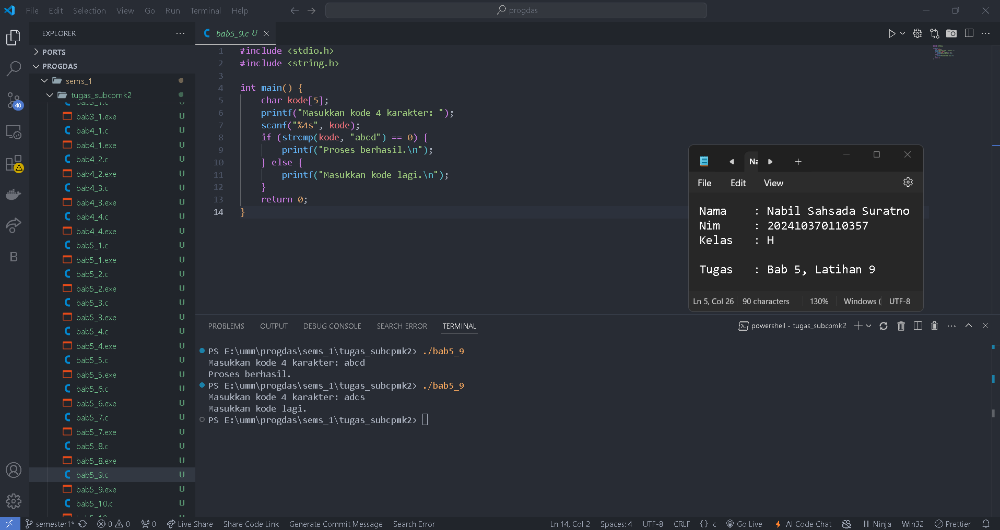 File Edit Selection View Go Run Terminal Help
progdas
EXPLORER
PORTS
PROGDAS
sems_1
tugas_subcpmk2
bab3_1.c U
bab3_1.exe U
bab4_1.c U
bab4_1.exe U
bab4_2.c U
bab4_2.exe U
bab4_3.c U
bab4_3.exe U
bab4_4.c U
bab4_4.exe U
bab5_1.c U
bab5_1.exe U
bab5_2.c U
bab5_2.exe U
bab5_3.c U
bab5_3.exe U
bab5_4.c U
bab5_4.exe U
bab5_5.c U
bab5_5.exe U
bab5_6.c U
bab5_6.exe U
bab5_7.c U
bab5_7.exe U
bab5_8.c U
bab5_8.exe U
bab5_9.c U
bab5_9.exe U
bab5_10.c U
40
B
bab5_9.c U
1 #include <stdio.h>
2 #include <string.h>
3
4 int main() {
5 char kode[5];
6 printf("Masukkan kode 4 karakter: ");
7 scanf("%4s", kode);
8 if (strcmp(kode, "abcd") == 0) {
9 printf("Proses berhasil.\n");
10 } else {
11 printf("Masukkan kode lagi.\n");
12 }
13 return 0;
14 }
Na
File Edit View
Nama : Nabil Sahsada Suratno
Nim : 202410370110357
Kelas : H
Tugas : Bab 5, Latihan 9
Ln 5, Col 26 90 characters 130% Windows ( UTF-8
PROBLEMS OUTPUT DEBUG CONSOLE SEARCH ERROR TERMINAL
powershell - tugas_subcpmk2
PS E:\umm\progdas\sems_1\tugas_subcpmk2> ./bab5_9
Masukkan kode 4 karakter: abcd
Proses berhasil.
PS E:\umm\progdas\sems_1\tugas_subcpmk2> ./bab5_9
Masukkan kode 4 karakter: adcs
Masukkan kode lagi.
PS E:\umm\progdas\sems_1\tugas_subcpmk2>
semester1* 0 0 0 Live Share Share Code Link Generate Commit Message Search Error Ln 14, Col 2 Spaces: 4 UTF-8 CRLF {} c Go Live AI Code Chat Ninja Win32 Prettier